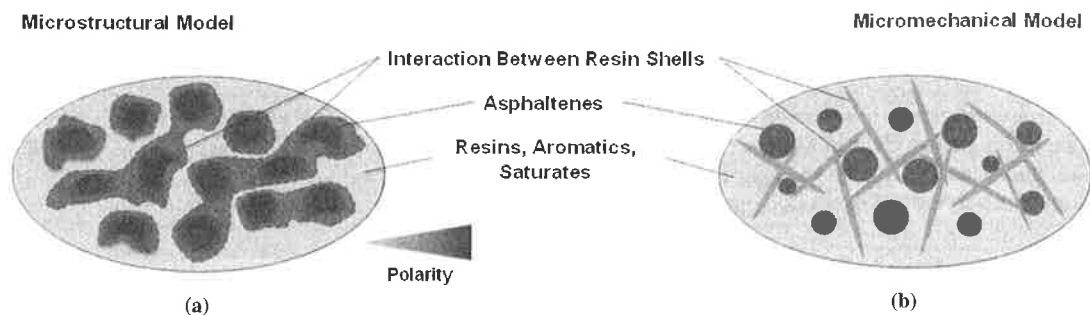 Microstructural Model
Micromechanical Model
Interaction Between Resin Shells
Asphaltenes
Resins, Aromatics,
Saturates
Polarity
(a)
(b)